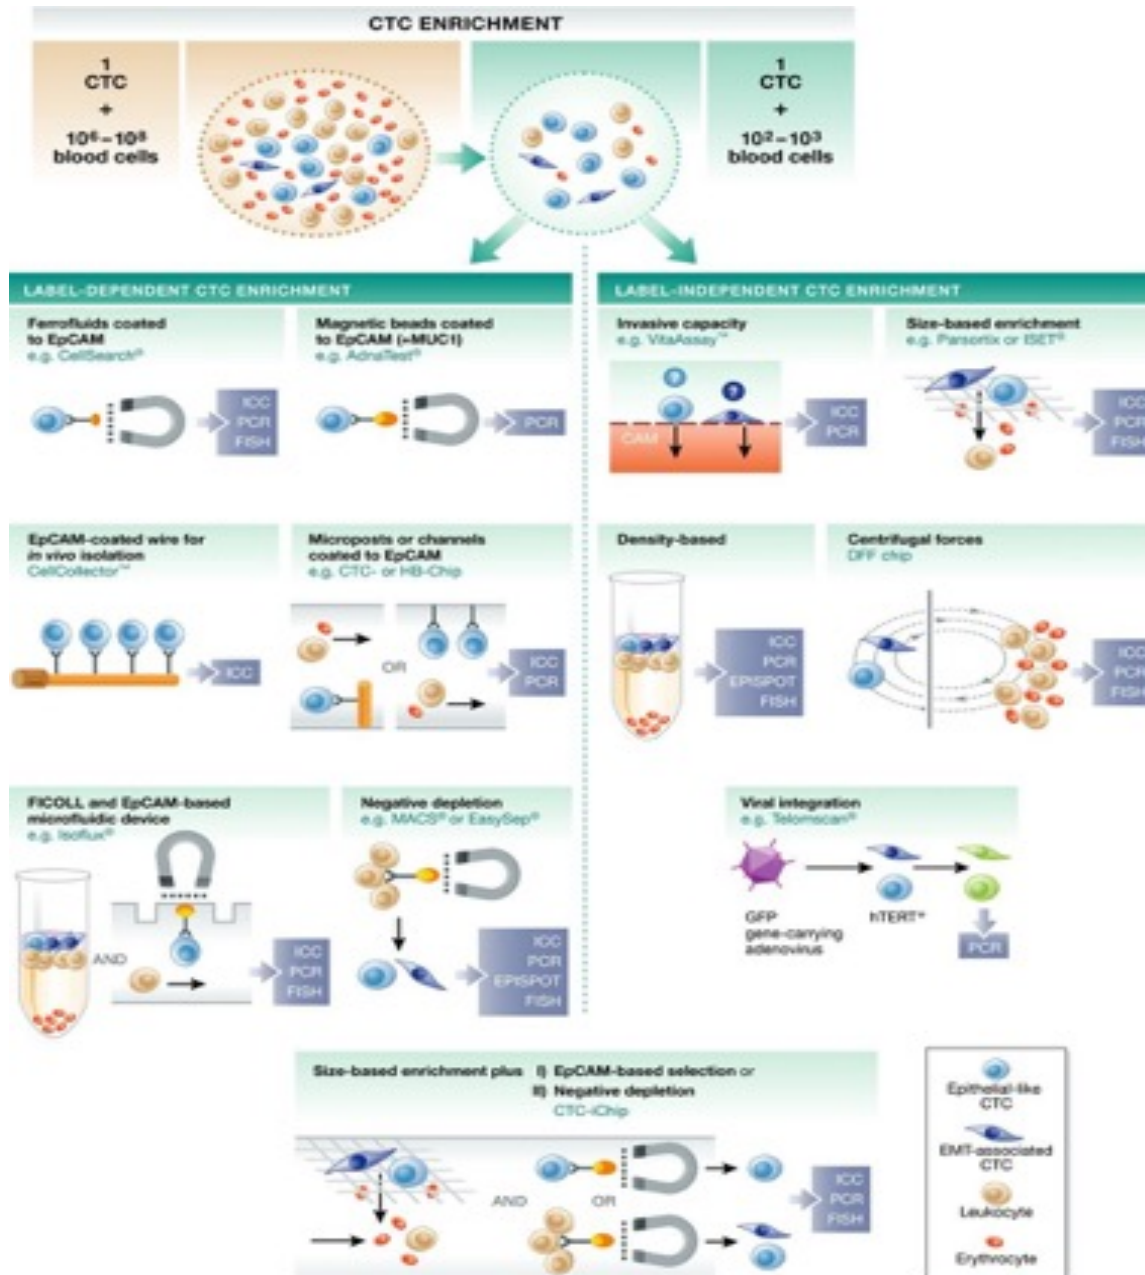 CTC ENRICHMENT
1
CTC
+
10⁶–10⁸
blood cells
1
CTC
+
10²–10³
blood cells
LABEL-DEPENDENT CTC ENRICHMENT
Ferrofluids coated
to EpCAM
e.g. CellSearch®
ICC
PCR
FISH
Magnetic beads coated
to EpCAM (+MUC1)
e.g. AdnaTest®
PCR
EpCAM-coated wire for
in vivo isolation
CellCollector™
ICC
Microposts or channels
coated to EpCAM
e.g. CTC- or HB-Chip
OR
ICC
PCR
FICOLL and EpCAM-based
microfluidic device
e.g. Isoflux®
AND
ICC
PCR
FISH
Negative depletion
e.g. MACS® or EasySep®
ICC
PCR
EPISPOT
FISH
LABEL-INDEPENDENT CTC ENRICHMENT
Invasive capacity
e.g. VitaAssay™
?
?
CAM
ICC
PCR
Size-based enrichment
e.g. Parsortix or ISET®
ICC
PCR
FISH
Density-based
ICC
PCR
EPISPOT
FISH
Centrifugal forces
DFF chip
ICC
PCR
FISH
Viral integration
e.g. Telomscan®
GFP
gene-carrying
adenovirus
hTERT⁺
PCR
Size-based enrichment plus I) EpCAM-based selection or
II) Negative depletion
CTC-iChip
AND
OR
ICC
PCR
FISH
Epithelial-like
CTC
EMT-associated
CTC
Leukocyte
Erythrocyte